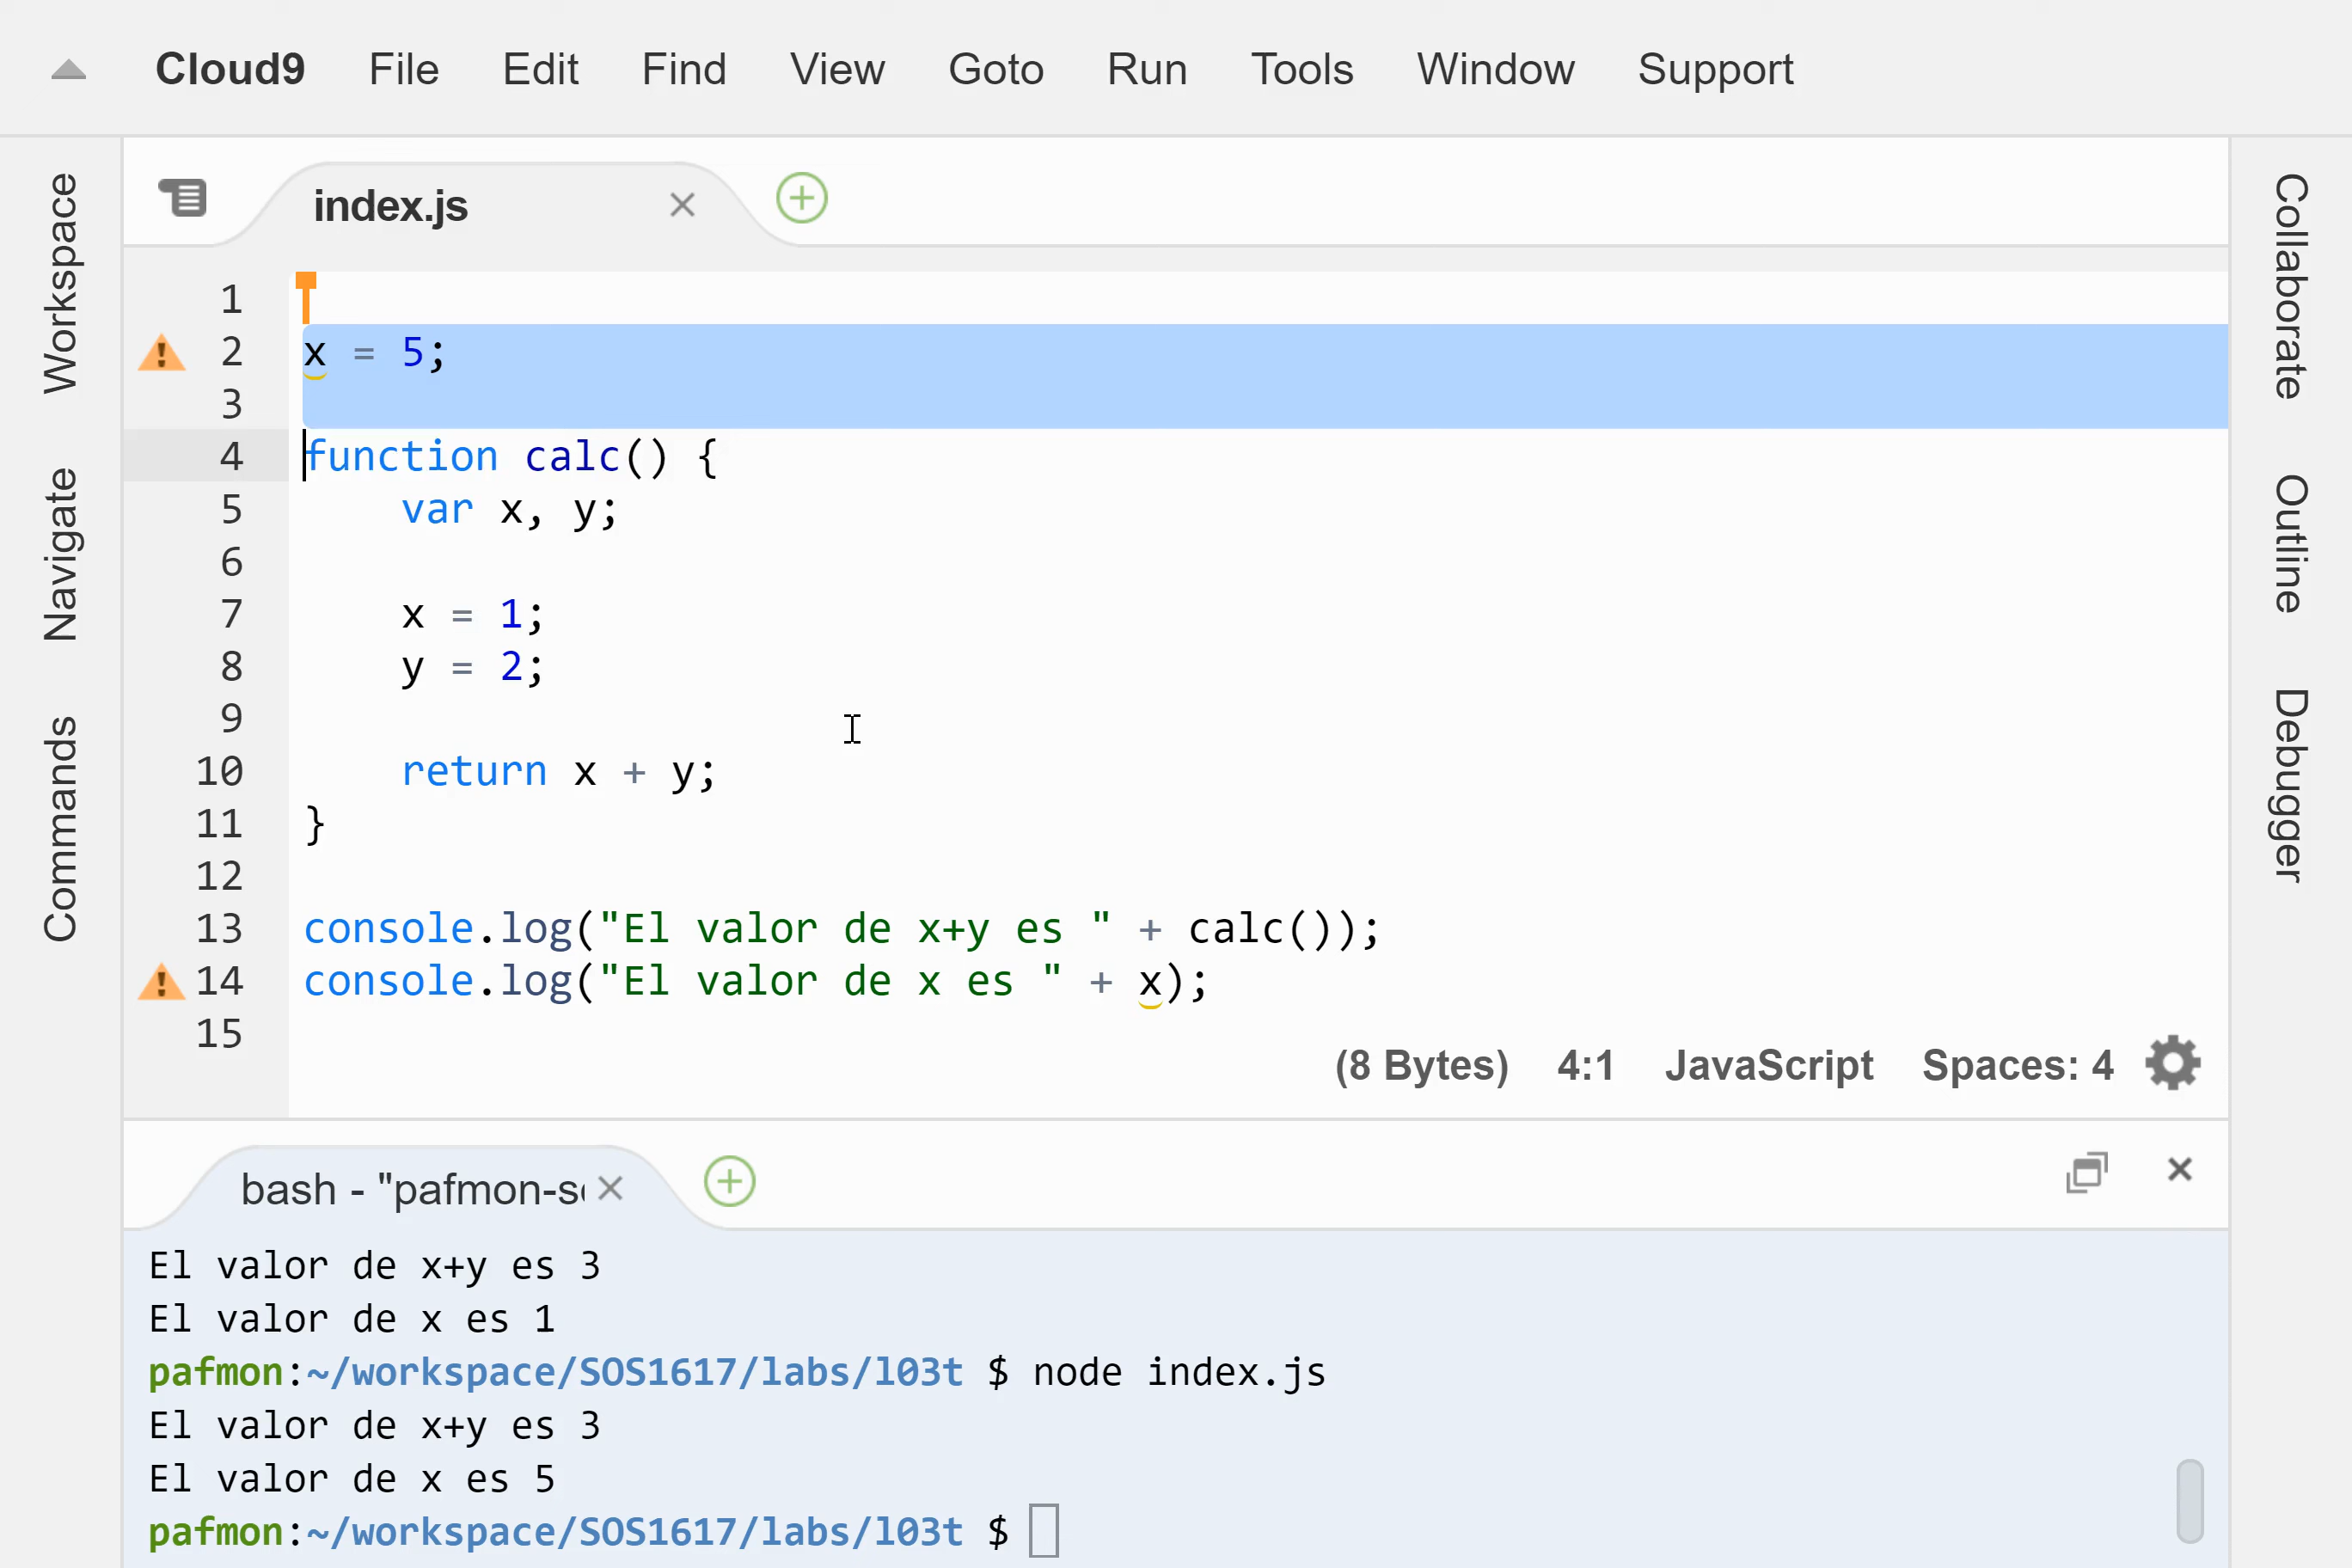 Cloud9 File Edit Find View Goto Run Tools Window Support
Workspace
Navigate
Commands
index.js
1
2 x = 5;
3
4 function calc() {
5     var x, y;
6
7     x = 1;
8     y = 2;
9
10     return x + y;
11 }
12
13 console.log("El valor de x+y es " + calc());
14 console.log("El valor de x es " + x);
15
(8 Bytes) 4:1 JavaScript Spaces: 4
Collaborate
Outline
Debugger
bash - "pafmon-s
El valor de x+y es 3
El valor de x es 1
pafmon:~/workspace/SOS1617/labs/l03t $ node index.js
El valor de x+y es 3
El valor de x es 5
pafmon:~/workspace/SOS1617/labs/l03t $